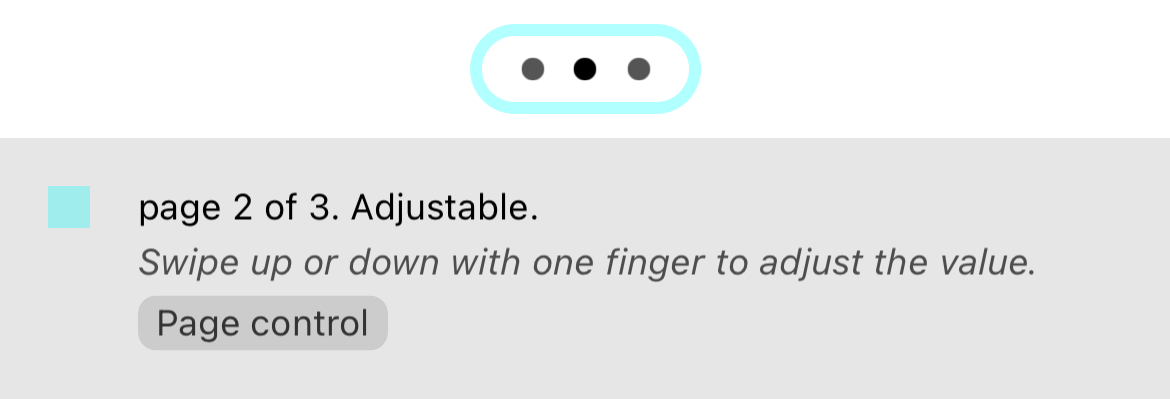 page 2 of 3. Adjustable.
Swipe up or down with one finger to adjust the value.
Page control